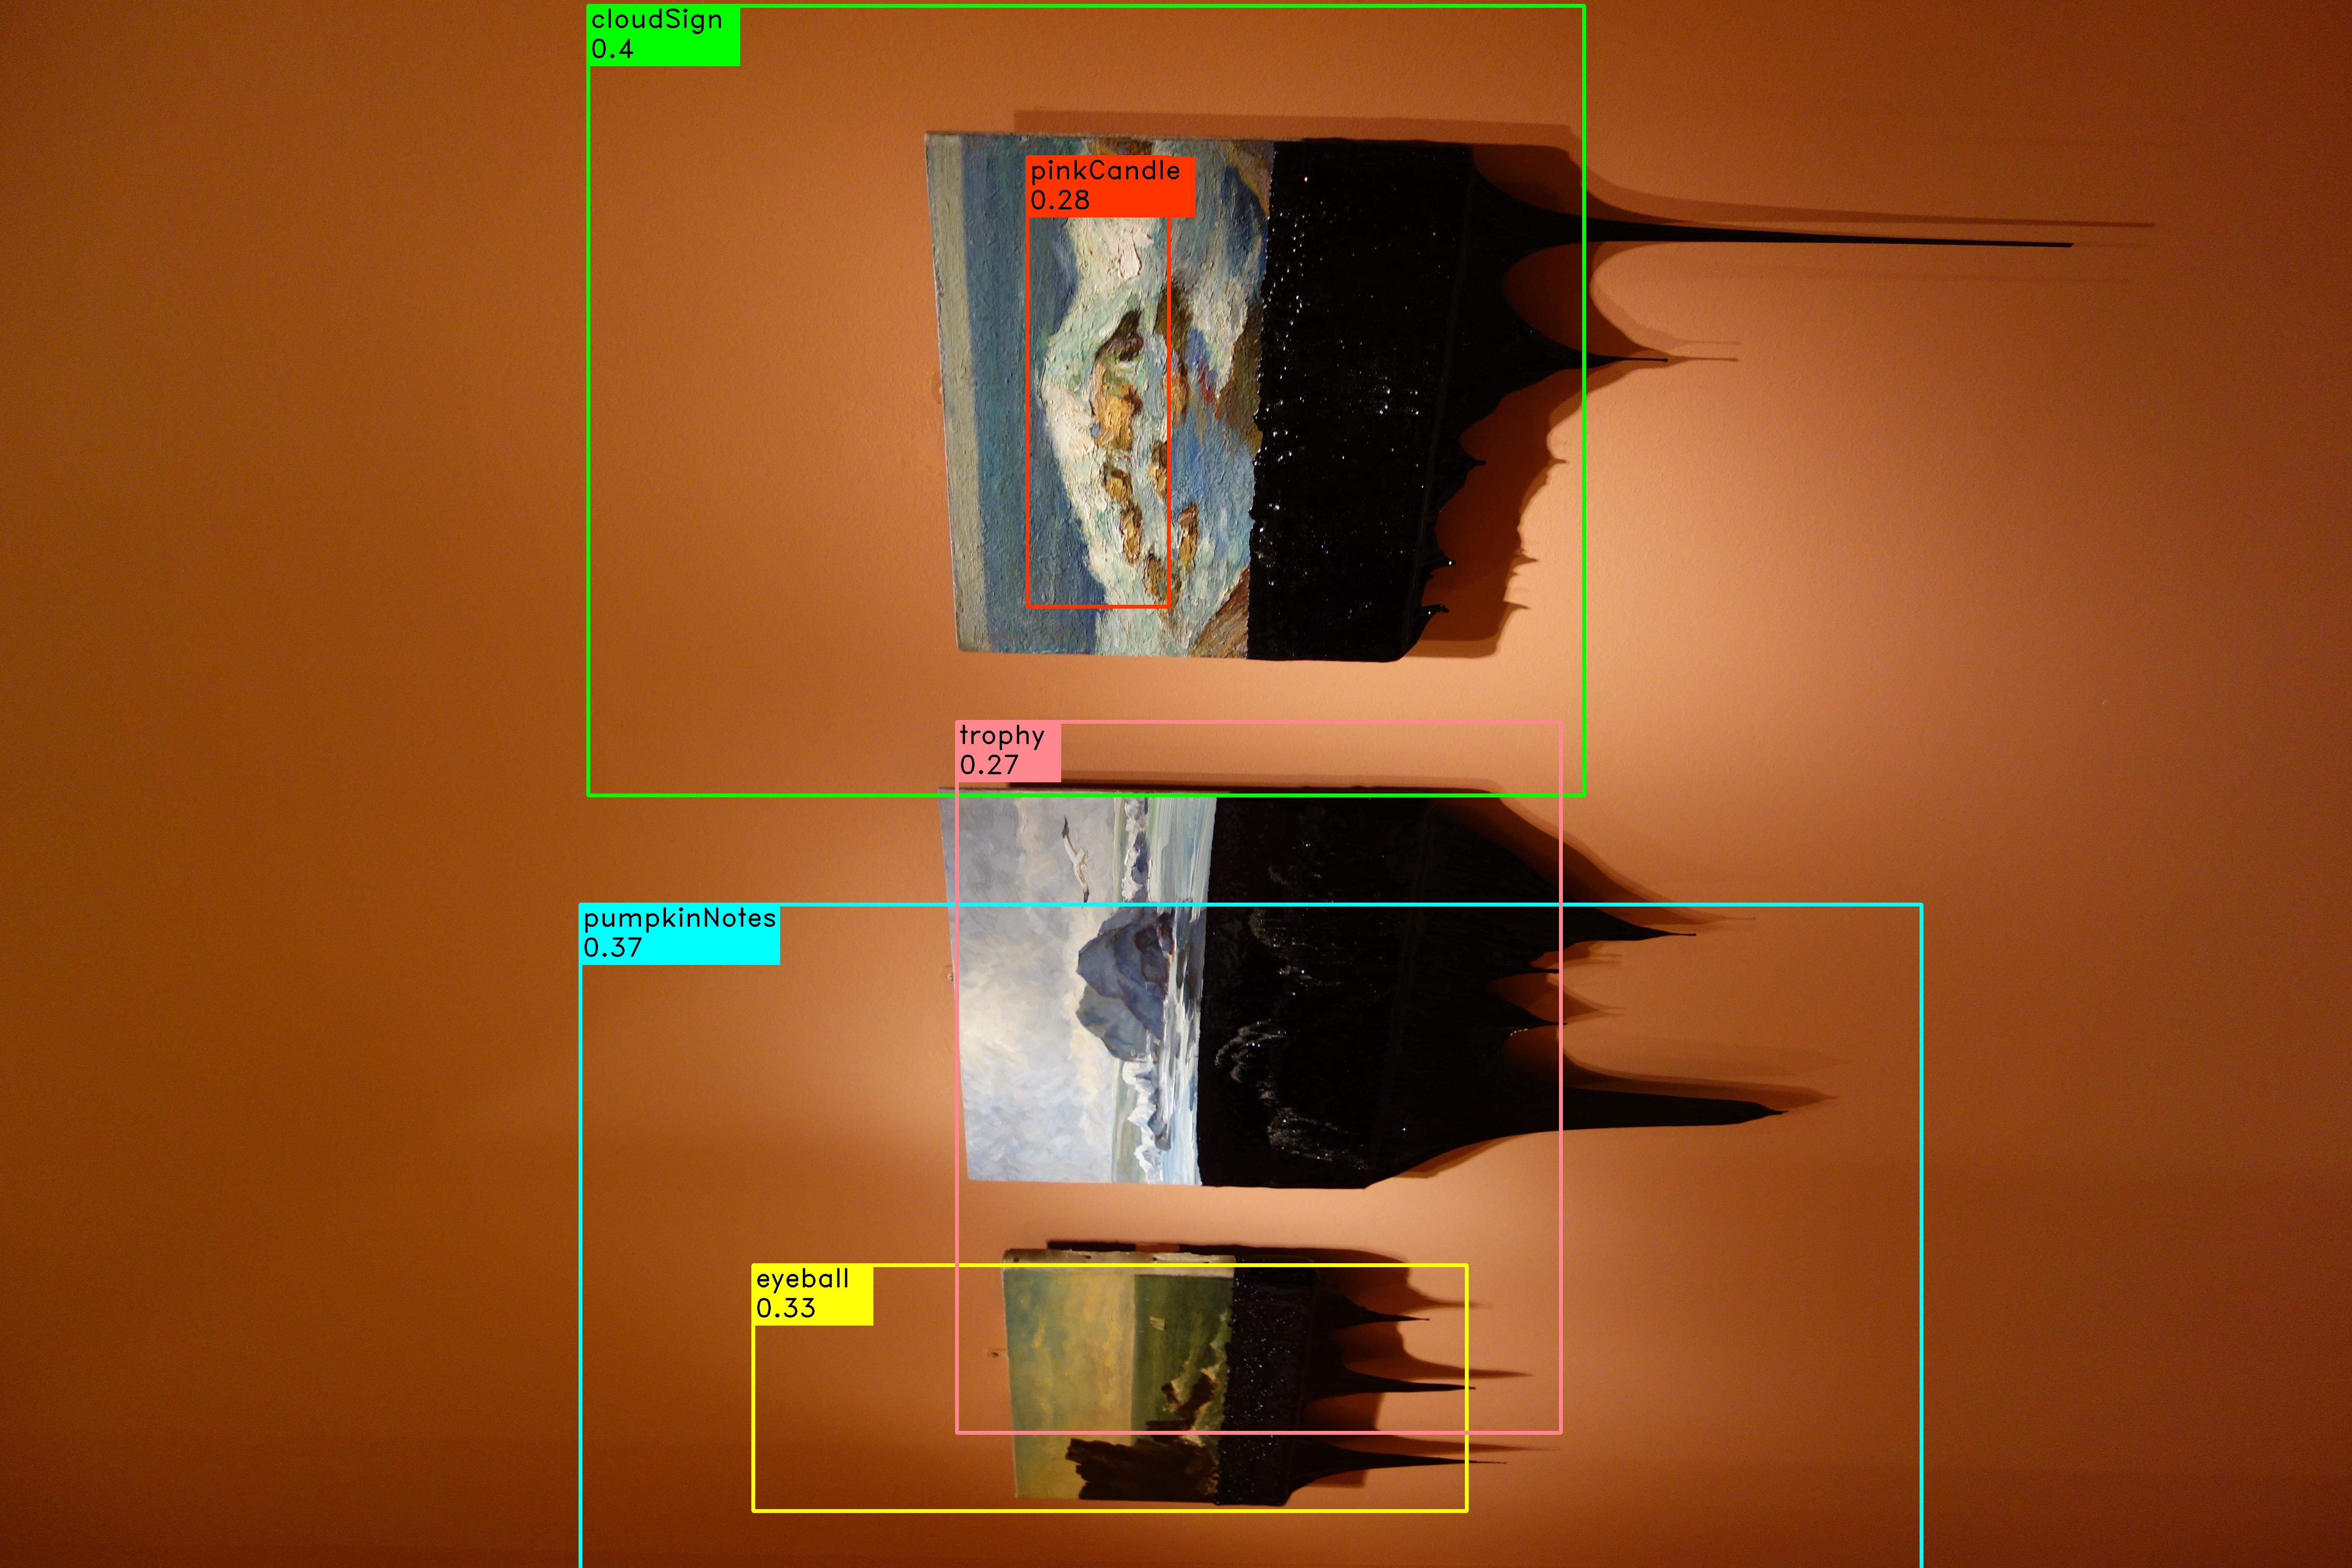 cloudSign
0.4
pinkCandle
0.28
trophy
0.27
pumpkinNotes
0.37
eyeball
0.33